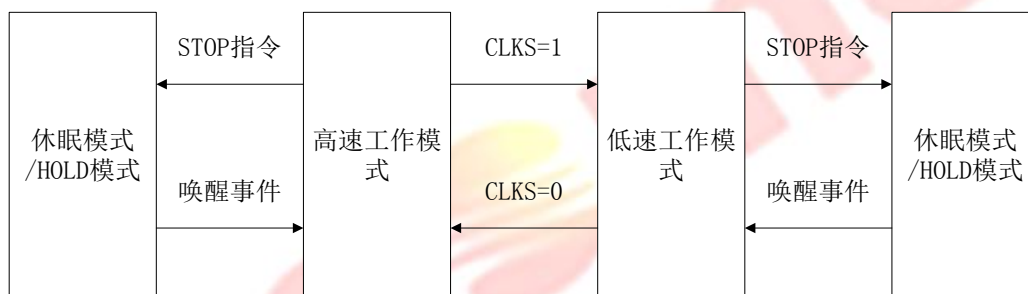 STOP指令
CLKS=1
STOP指令
休眠模式
/HOLD模式
高速工作模
式
低速工作模
式
休眠模式
/HOLD模式
唤醒事件
CLKS=0
唤醒事件